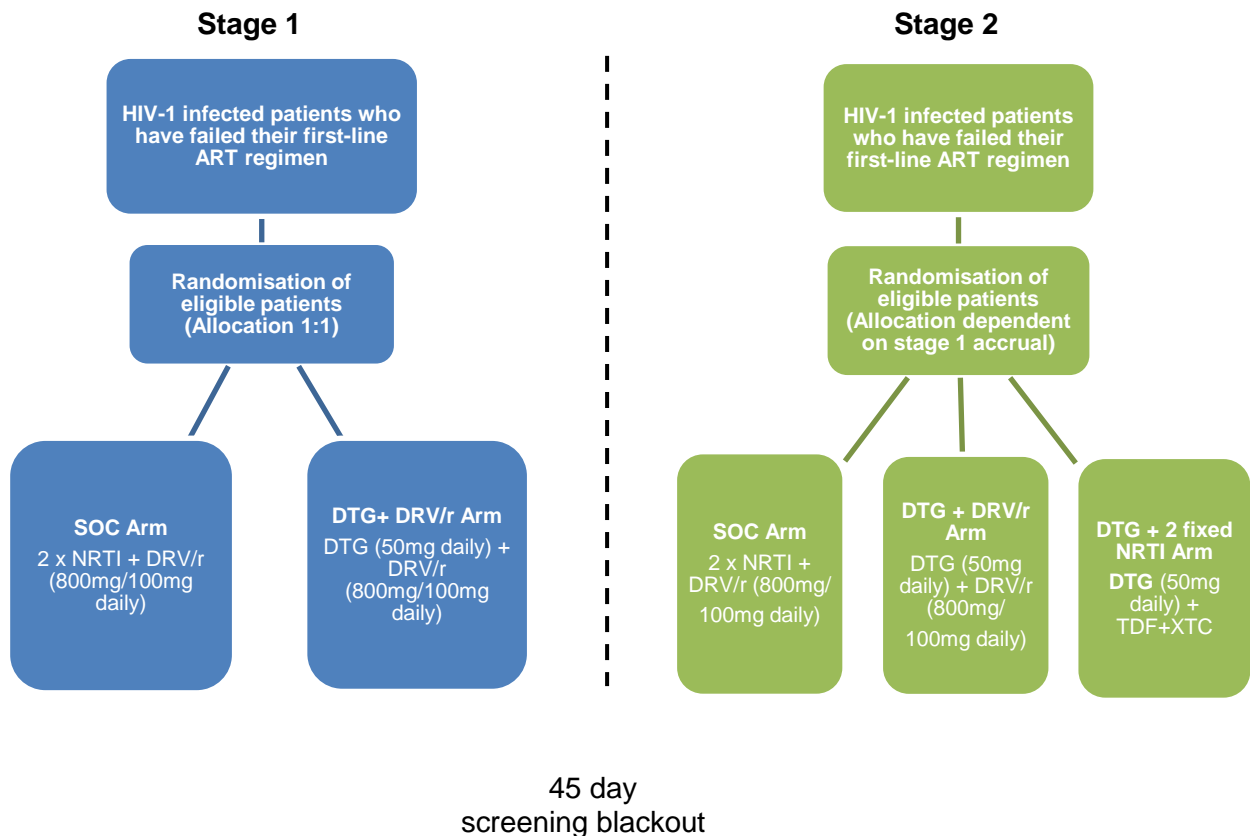 Stage 1
HIV-1 infected patients who
have failed their first-line
ART regimen
Randomisation of
eligible patients
(Allocation 1:1)
SOC Arm
2 x NRTI + DRV/r
(800mg/100mg
daily)
DTG+ DRV/r Arm
DTG (50mg daily) +
DRV/r
(800mg/100mg
daily)
Stage 2
HIV-1 infected patients
who have failed their
first-line ART regimen
Randomisation of
eligible patients
(Allocation dependent
on stage 1 accrual)
SOC Arm
2 x NRTI +
DRV/r (800mg/
100mg daily)
DTG + DRV/r
Arm
DTG (50mg
daily) + DRV/r
(800mg/
100mg daily)
DTG + 2 fixed
NRTI Arm
DTG (50mg
daily) +
TDF+XTC
45 day
screening blackout